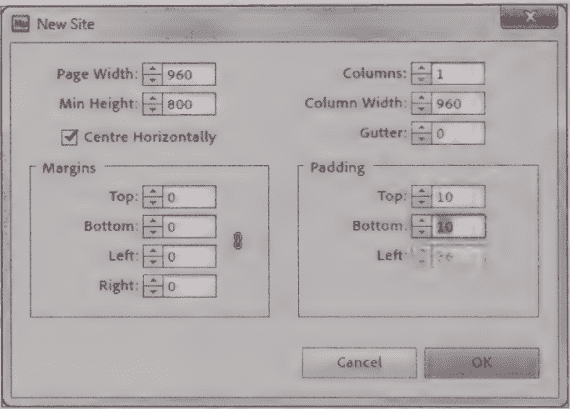 Mu New Site
Page Width: 960
Min Height: 800
Centre Horizontally
Columns: 1
Column Width: 960
Gutter: 0
Margins
Top: 0
Bottom: 0
Left: 0
Right: 0
Padding
Top: 10
Bottom: 10
Left:
Cancel
OK